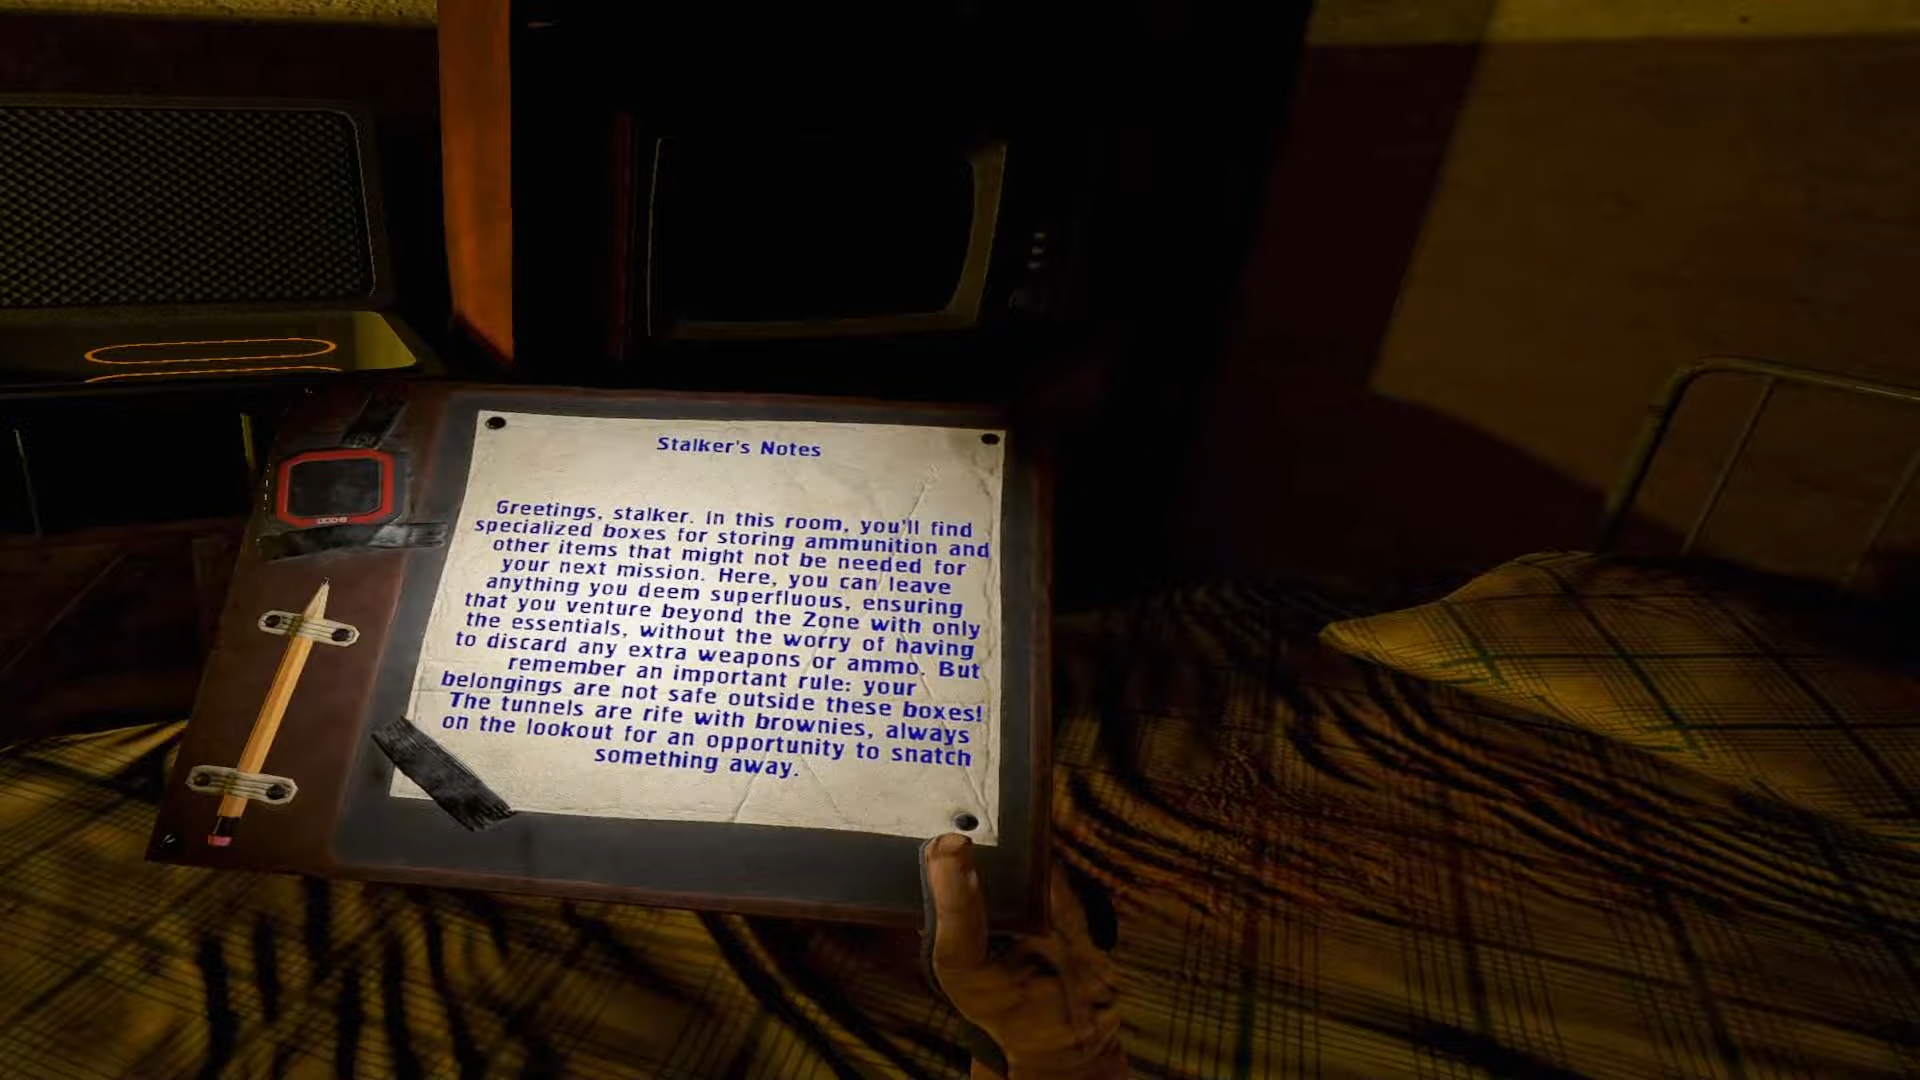 Stalker's Notes
Greetings, stalker. In this room, you'll find
specialized boxes for storing ammunition and
other items that might not be needed for
your next mission. Here, you can leave
anything you deem superfluous, ensuring
that you venture beyond the Zone with only
the essentials, without the worry of having
to discard any extra weapons or ammo. But
remember an important rule: your
belongings are not safe outside these boxes!
The tunnels are rife with brownies, always
on the lookout for an opportunity to snatch
something away.